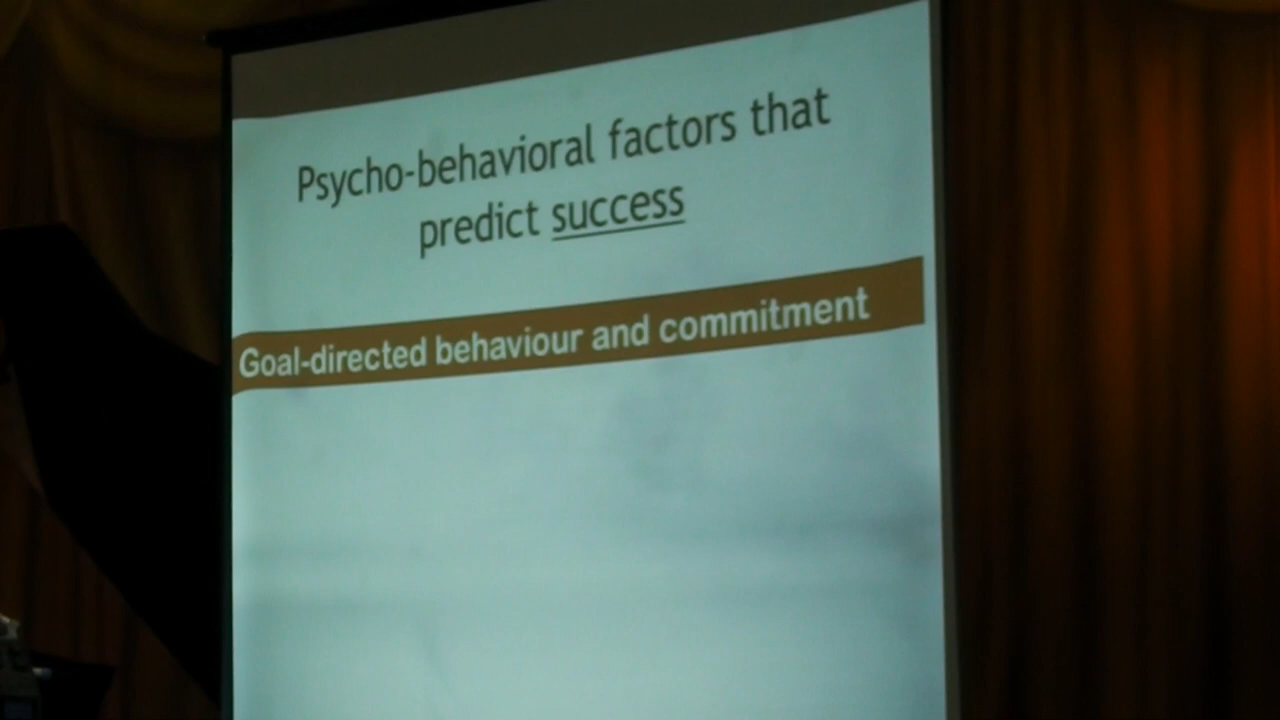 Psycho-behavioral factors that
predict success
Goal-directed behaviour and commitment